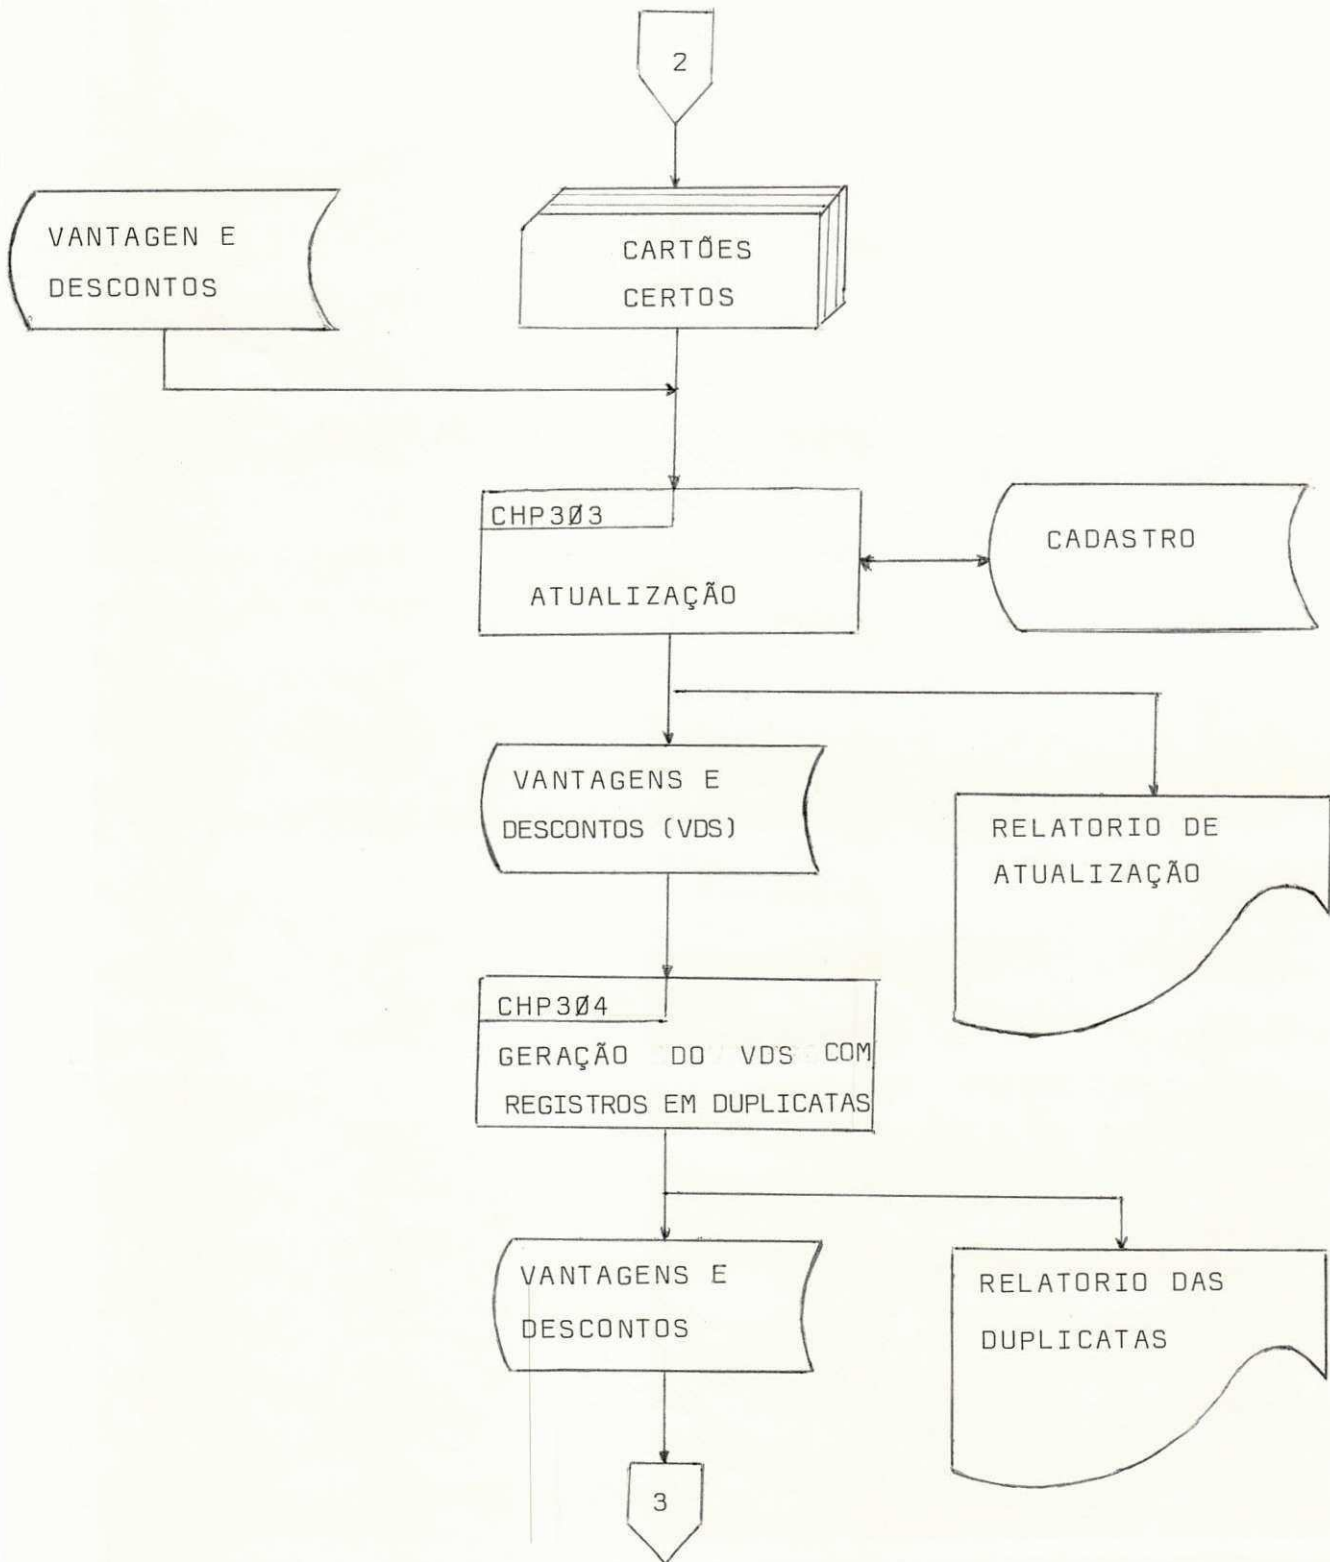 2
VANTAGEN E
DESCONTOS
CARTÕES
CERTOS
CHP3Ø3
ATUALIZAÇÃO
CADASTRO
VANTAGENS E
DESCONTOS (VDS)
RELATORIO DE
ATUALIZAÇÃO
CHP3Ø4
GERAÇÃO DO VDS COM
REGISTROS EM DUPLICATAS
VANTAGENS E
DESCONTOS
RELATORIO DAS
DUPLICATAS
3